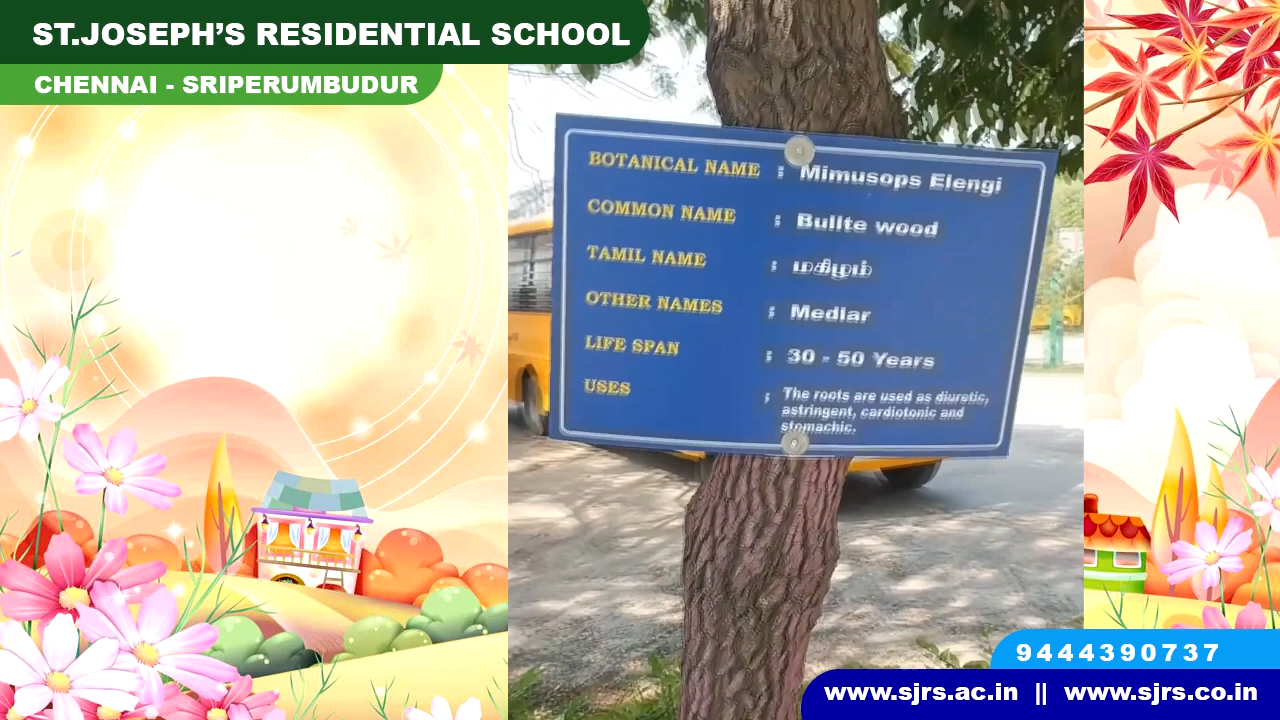 ST.JOSEPH'S RESIDENTIAL SCHOOL
CHENNAI - SRIPERUMBUDUR
BOTANICAL NAME : Mimusops Elengi
COMMON NAME : Bullte wood
TAMIL NAME : மகிழம்
OTHER NAMES : Medlar
LIFE SPAN : 30 - 50 Years
USES : The roots are used as diuretic,
astringent, cardiotonic and
stomachic.
9444390737
www.sjrs.ac.in || www.sjrs.co.in